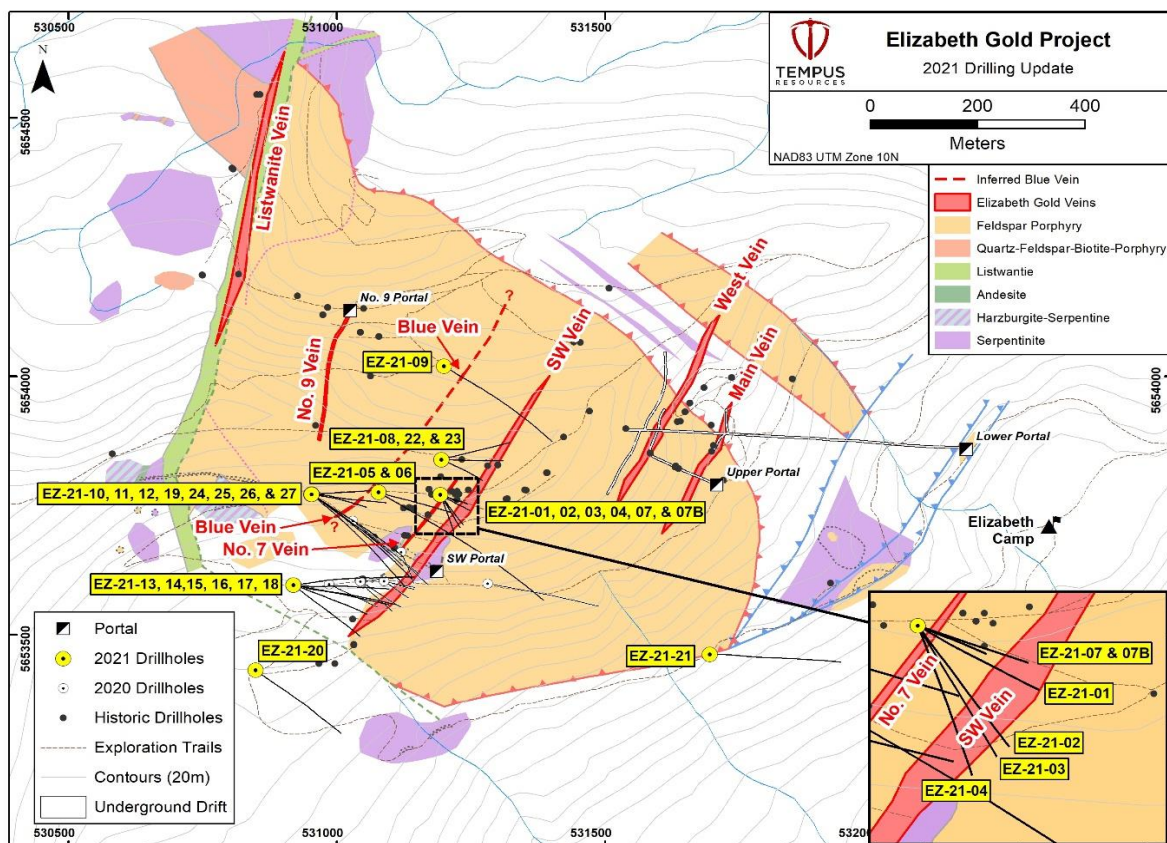 530500
531000
531500
N
5654500
5654000
5653500
TEMPUS
RESOURCES
Elizabeth Gold Project
2021 Drilling Update
0
200
400
Meters
NAD83 UTM Zone 10N
Inferred Blue Vein
Elizabeth Gold Veins
Feldspar Porphyry
Quartz-Feldspar-Biotite-Porphyry
Listwantie
Andesite
Harzburgite-Serpentine
Serpentinite
5654000
Listwanite Vein
No. 9 Portal
No. 9 Vein
?
Blue Vein
EZ-21-09
SW Vein
West Vein
Main Vein
EZ-21-08, 22, & 23
EZ-21-05 & 06
EZ-21-10, 11, 12, 19, 24, 25, 26, & 27
EZ-21-01, 02, 03, 04, 07, & 07B
Lower Portal
Upper Portal
Elizabeth
Camp
Blue Vein
?
No. 7 Vein
SW Portal
EZ-21-13, 14,15, 16, 17, 18
EZ-21-20
EZ-21-21
Portal
2021 Drillholes
2020 Drillholes
Historic Drillholes
Exploration Trails
Contours (20m)
Underground Drift
No. 7 Vein
SW Vein
EZ-21-07 & 07B
EZ-21-01
EZ-21-02
EZ-21-03
EZ-21-04
530500
531000
531500